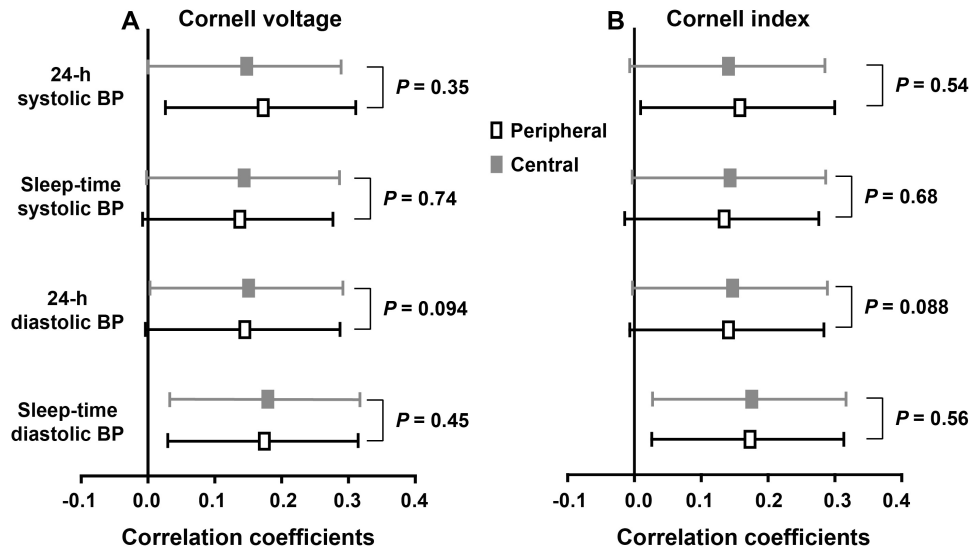 A Cornell voltage
24-h
systolic BP
P = 0.35
Sleep-time
systolic BP
P = 0.74
24-h
diastolic BP
P = 0.094
Sleep-time
diastolic BP
P = 0.45
-0.1 0.0 0.1 0.2 0.3 0.4
Correlation coefficients
Peripheral
Central
B Cornell index
P = 0.54
P = 0.68
P = 0.088
P = 0.56
-0.1 0.0 0.1 0.2 0.3 0.4
Correlation coefficients